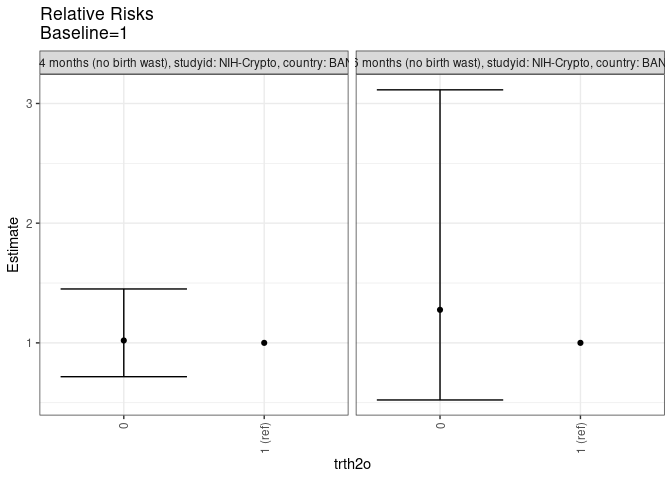 Relative Risks
Baseline=1
4 months (no birth wast), studyid: NIH-Crypto, country: BAN
6 months (no birth wast), studyid: NIH-Crypto, country: BAN
3
2
1
Estimate
0
1 (ref)
0
1 (ref)
trth2o